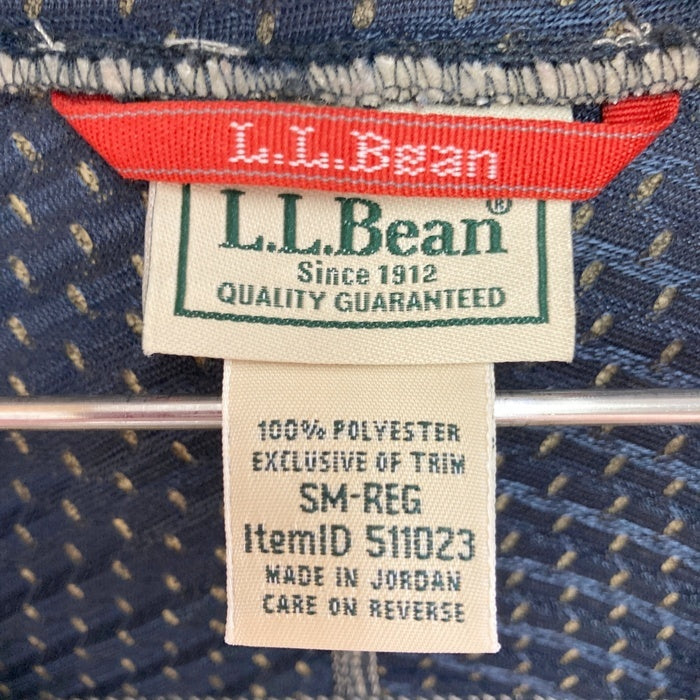 L.L.Bean
L.L.Bean®
Since 1912
QUALITY GUARANTEED
100% POLYESTER
EXCLUSIVE OF TRIM
SM-REG
ItemID 511023
MADE IN JORDAN
CARE ON REVERSE